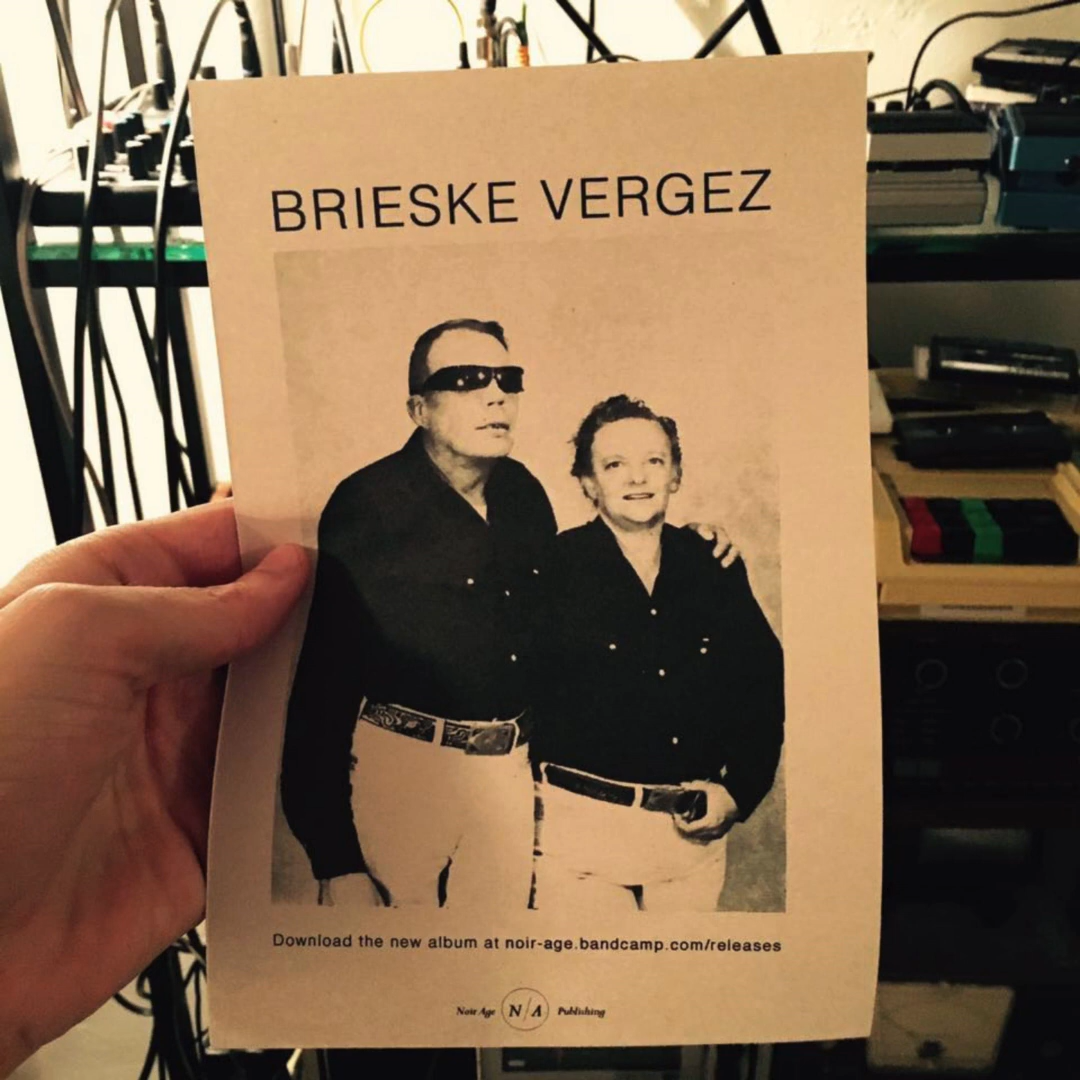 BRIESKE VERGEZ
Download the new album at noir-age.bandcamp.com/releases
Noir Age N/A Publishing